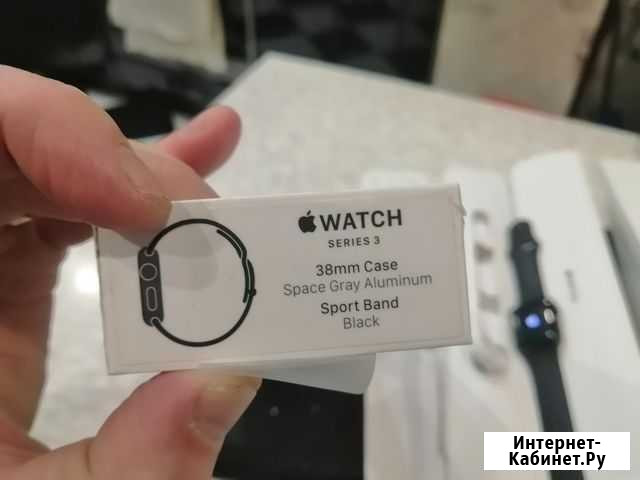 WATCH
SERIES 3
38mm Case
Space Gray Aluminum
Sport Band
Black
Интернет-
Кабинет.Ру